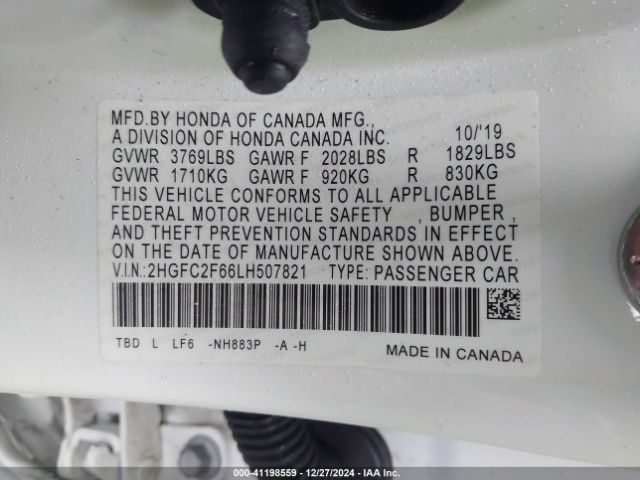 MFD.BY HONDA OF CANADA MFG.,
A DIVISION OF HONDA CANADA INC. 10/'19
GVWR 3769LBS GAWR F 2028LBS R 1829LBS
GVWR 1710KG GAWR F 920KG R 830KG
THIS VEHICLE CONFORMS TO ALL APPLICABLE
FEDERAL MOTOR VEHICLE SAFETY , BUMPER ,
AND THEFT PREVENTION STANDARDS IN EFFECT
ON THE DATE OF MANUFACTURE SHOWN ABOVE.
V.I.N.: 2HGFC2F66LH507821 TYPE: PASSENGER CAR
TBD L LF6 -NH883P -A -H MADE IN CANADA
000-41198559 — 12/27/2024 — IAA Inc.